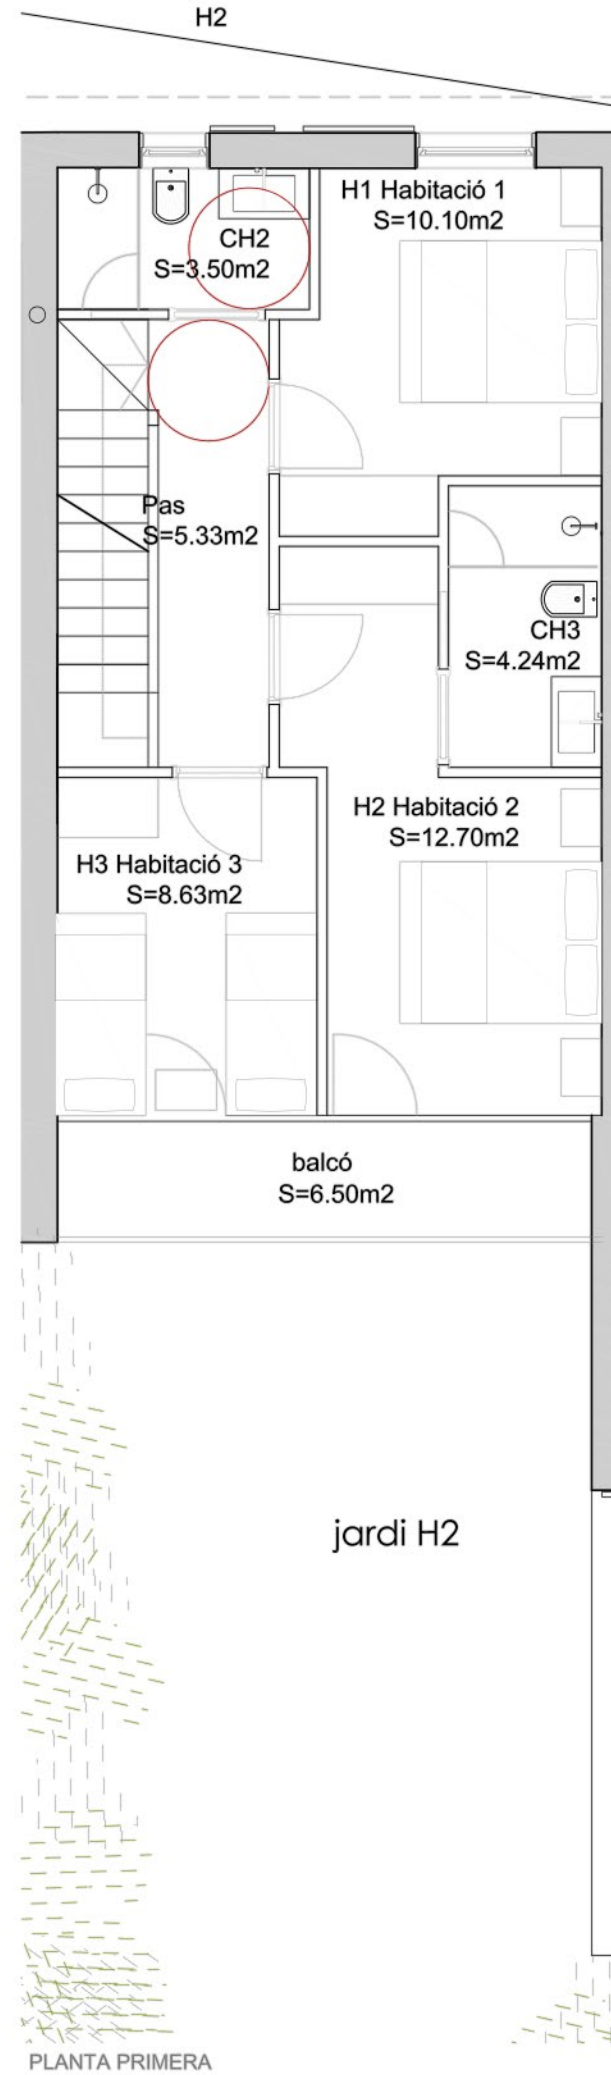 H2
H1 Habitació 1
S=10.10m2
CH2
S=3.50m2
Pas
S=5.33m2
CH3
S=4.24m2
H2 Habitació 2
S=12.70m2
H3 Habitació 3
S=8.63m2
balcó
S=6.50m2
jardi H2
PLANTA PRIMERA